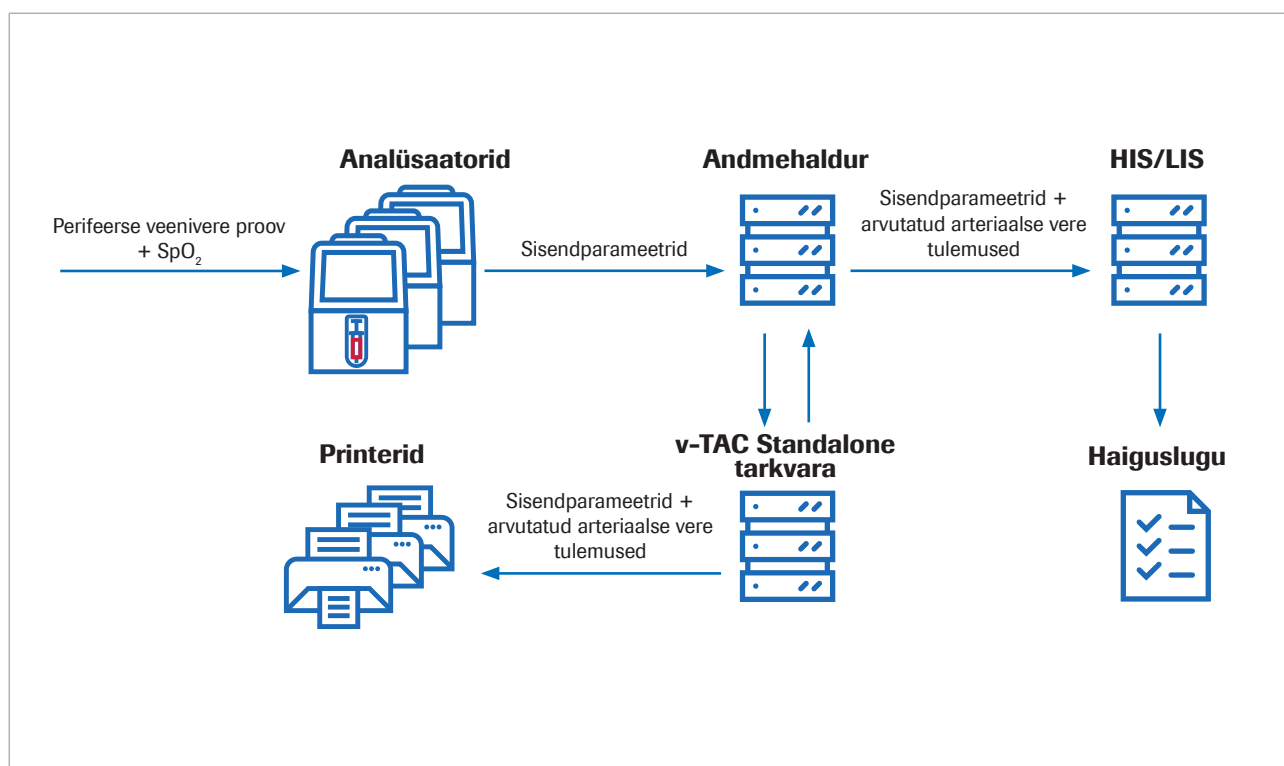 Analüsaatorid
Andmehaldur
HIS/LIS
Perifeerse veenivere proov
+ SpO₂
Sisendparameetrid
Sisendparameetrid +
arvutatud arteriaalse vere
tulemused
Printerid
v-TAC Standalone
tarkvara
Haiguslugu
Sisendparameetrid +
arvutatud arteriaalse vere
tulemused